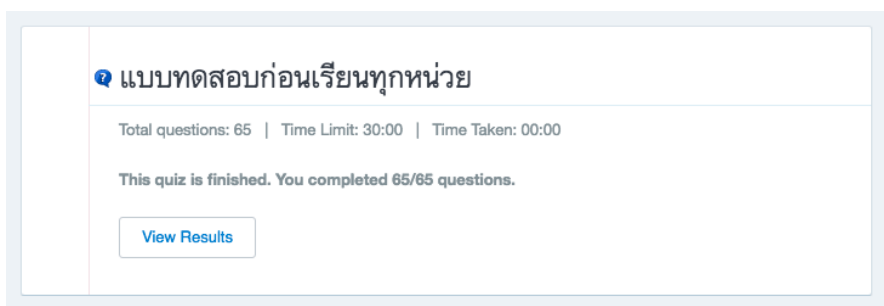 แบบทดสอบก่อนเรียนทุกหน่วย
Total questions: 65 | Time Limit: 30:00 | Time Taken: 00:00
This quiz is finished. You completed 65/65 questions.
View Results